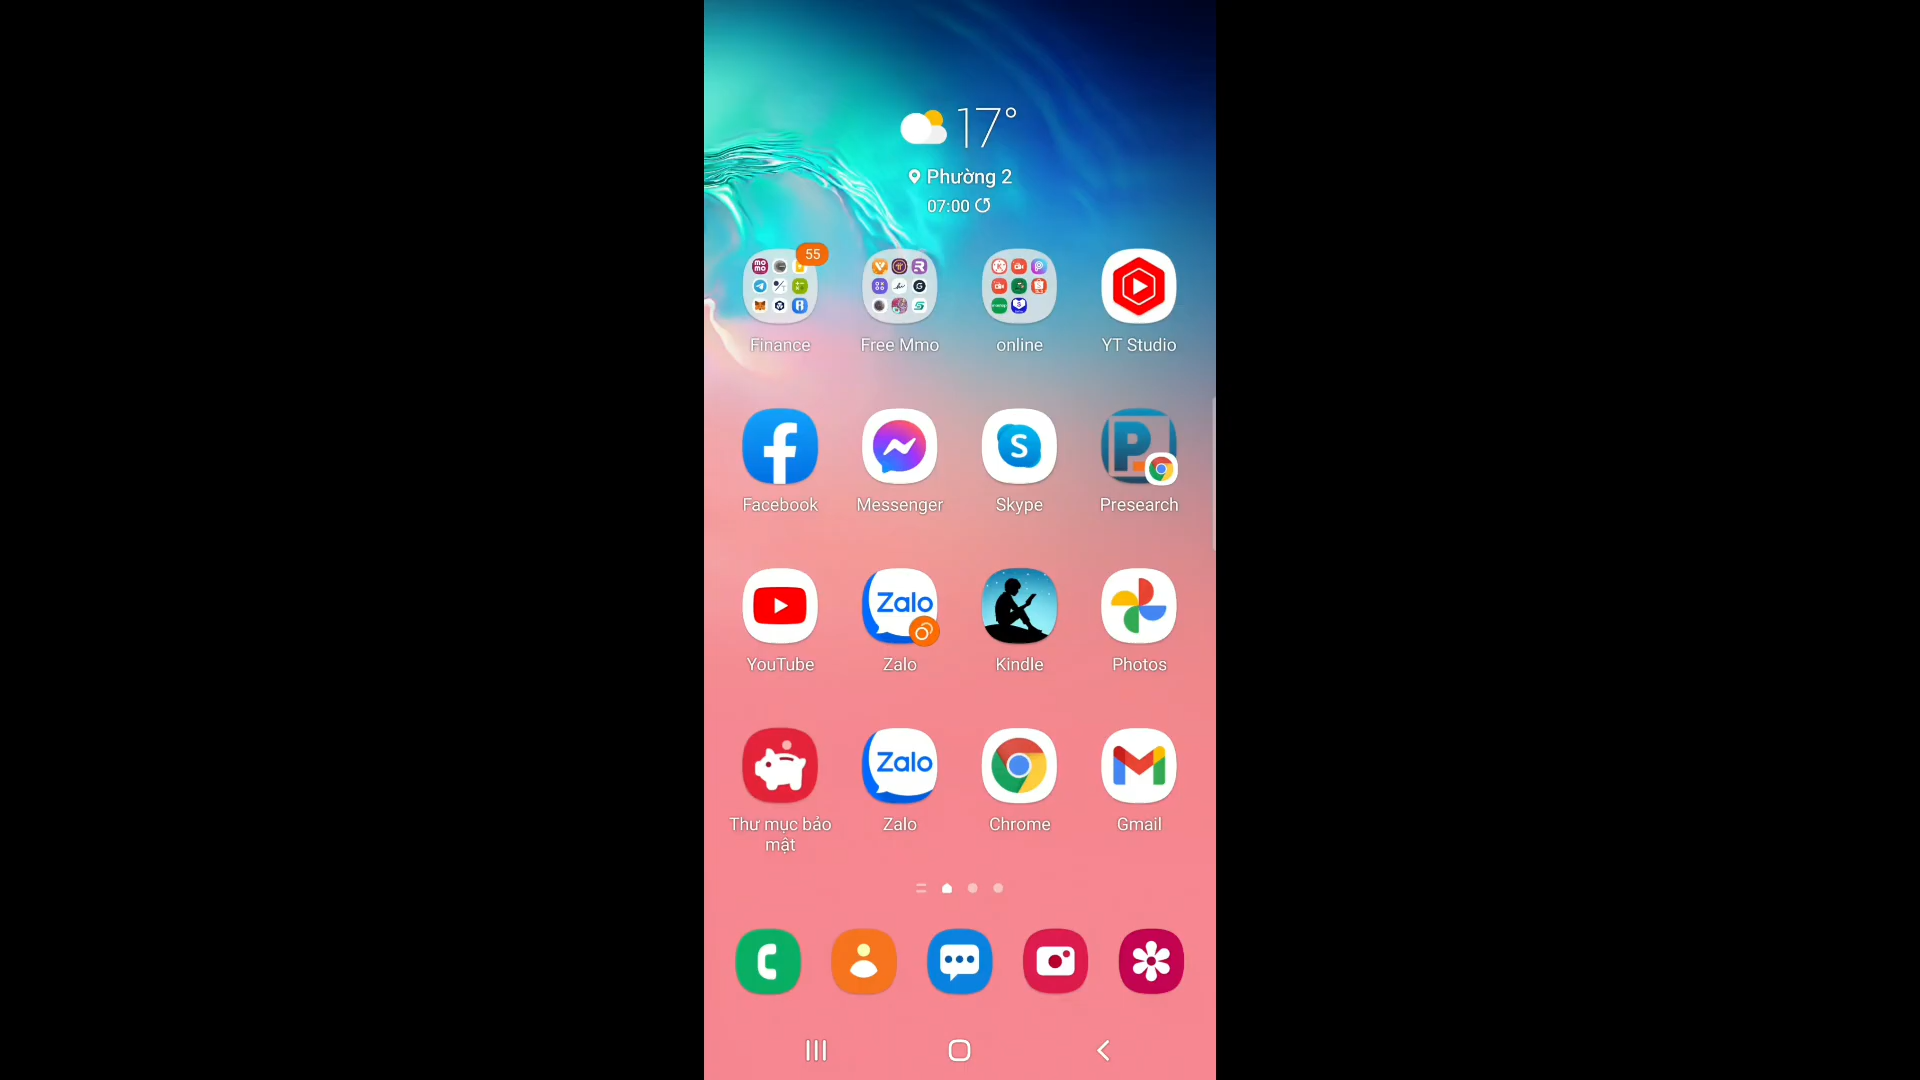 17°
Phường 2
07:00
55
Finance
Free Mmo
online
YT Studio
Facebook
Messenger
Skype
Presearch
Zalo
YouTube
Zalo
Kindle
Photos
Zalo
Thư mục bảo
mật
Zalo
Chrome
Gmail